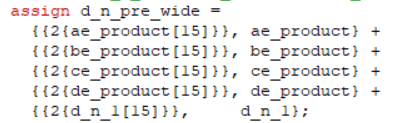 assign d_n_pre_wide =
{{2{ae_product[15]}}, ae_product} +
{{2{be_product[15]}}, be_product} +
{{2{ce_product[15]}}, ce_product} +
{{2{de_product[15]}}, de_product} +
{{2{d_n_1[15]}}, d_n_1};